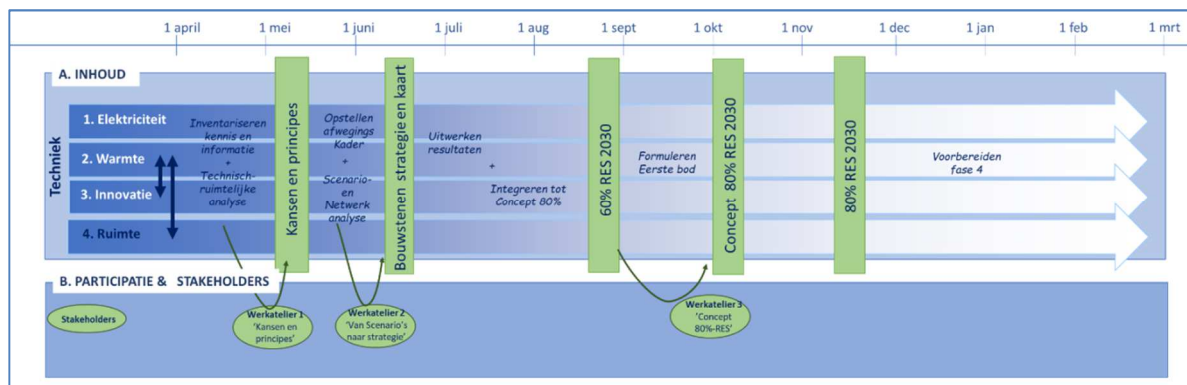 1 april 1 mei 1 juni 1 juli 1 aug 1 sept 1 okt 1 nov 1 dec 1 jan 1 feb 1 mrt
A. INHOUD
Techniek
1. Elektriciteit
2. Warmte
3. Innovatie
4. Ruimte
Inventariseren
kennis en
informatie
+
Technisch-
ruimtelijke
analyse
Kansen en principes
Opstellen
afwegings
Kader
+
Scenario-
en
Netwerk
analyse
Bouwstenen strategie en kaart
Uitwerken
resultaten
+
Integreren tot
Concept 80%
60% RES 2030
Formuleren
Eerste bod
Concept 80% RES 2030
80% RES 2030
Voorbereiden
fase 4
B. PARTICIPATIE & STAKEHOLDERS
Stakeholders
Werkatelier 1
'Kansen en
principes'
Werkatelier 2
'Van Scenario's
naar strategie'
Werkatelier 3
'Concept
80%-RES'